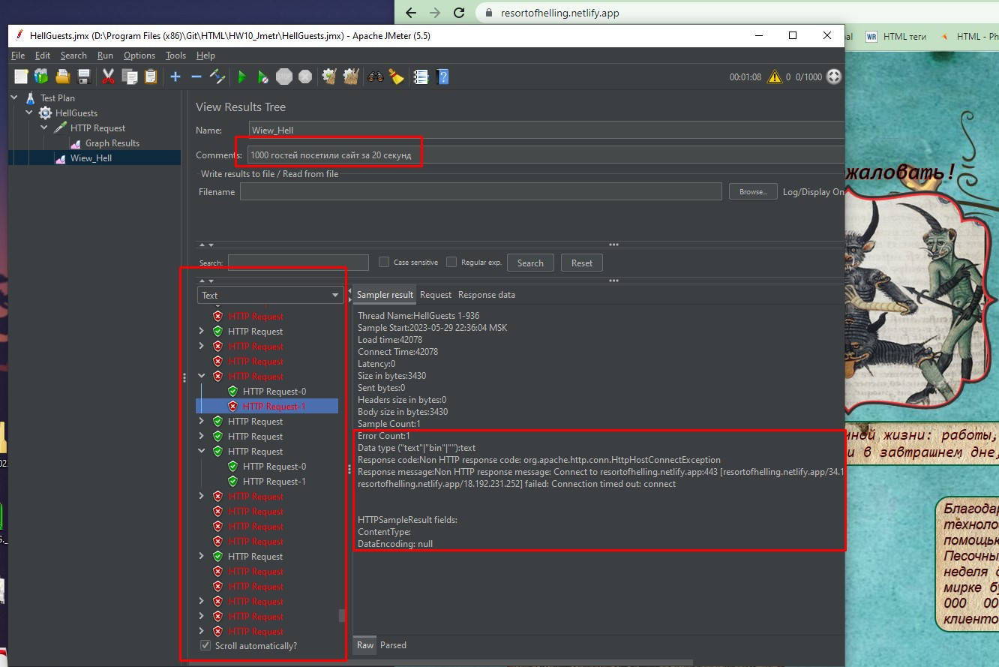 resortofhelling.netlify.app
HellGuests.jmx (D:\Program Files (x86)\Git\HTML\HW10_Jmetr\HellGuests.jmx) - Apache JMeter (5.5)
WR HTML теги HTML - Ph
File Edit Search Run Options Tools Help
00:01:08 0 0/1000
Test Plan
HellGuests
HTTP Request
Graph Results
Wiew_Hell
View Results Tree
Name: Wiew_Hell
Comments: 1000 гостей посетили сайт за 20 секунд
Write results to file / Read from file
Filename Browse... Log/Display On
Search: Case sensitive Regular exp. Search Reset
Text
HTTP Request
HTTP Request
HTTP Request
HTTP Request
HTTP Request
HTTP Request-0
HTTP Request-1
HTTP Request
HTTP Request
HTTP Request
HTTP Request-0
HTTP Request-1
HTTP Request
HTTP Request
HTTP Request
HTTP Request
HTTP Request
HTTP Request
HTTP Request
HTTP Request
HTTP Request
HTTP Request
Scroll automatically?
Sampler result Request Response data
Thread Name:HellGuests 1-936
Sample Start:2023-05-29 22:36:04 MSK
Load time:42078
Connect Time:42078
Latency:0
Size in bytes:3430
Sent bytes:0
Headers size in bytes:0
Body size in bytes:3430
Sample Count:1
Error Count:1
Data type ("text"|"bin"|""):text
Response code:Non HTTP response code: org.apache.http.conn.HttpHostConnectException
Response message:Non HTTP response message: Connect to resortofhelling.netlify.app:443 [resortofhelling.netlify.app/34.1
resortofhelling.netlify.app/18.192.231.252] failed: Connection timed out: connect
HTTPSampleResult fields:
ContentType:
DataEncoding: null
Raw Parsed
жаловать!
чной жизни: работы,
и в завтрашнем дне,
Благодар
техноло
помощью
Песочны
неделя
мирке бу
000 00
клиенто